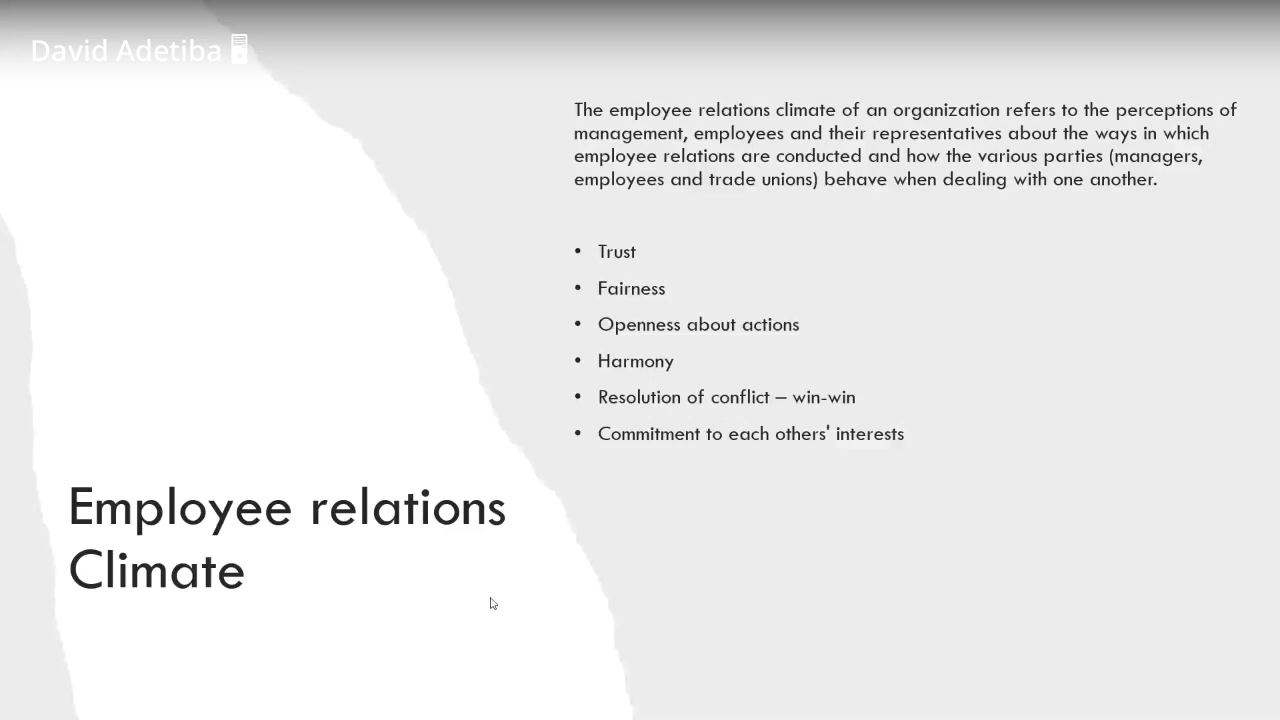 David Adetiba
The employee relations climate of an organization refers to the perceptions of
management, employees and their representatives about the ways in which
employee relations are conducted and how the various parties (managers,
employees and trade unions) behave when dealing with one another.
• Trust
• Fairness
• Openness about actions
• Harmony
• Resolution of conflict – win-win
• Commitment to each others' interests
Employee relations
Climate